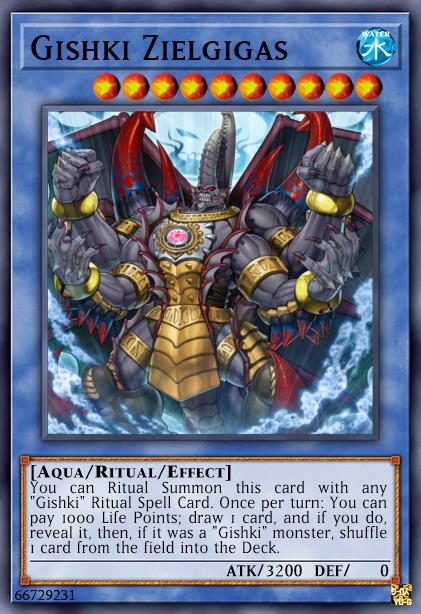 Gishki Zielgigas
WATER
水
[Aqua/Ritual/Effect]
You can Ritual Summon this card with any
"Gishki" Ritual Spell Card. Once per turn: You can
pay 1000 Life Points; draw 1 card, and if you do,
reveal it, then, if it was a "Gishki" monster, shuffle
1 card from the field into the Deck.
ATK/3200 DEF/ 0
66729231